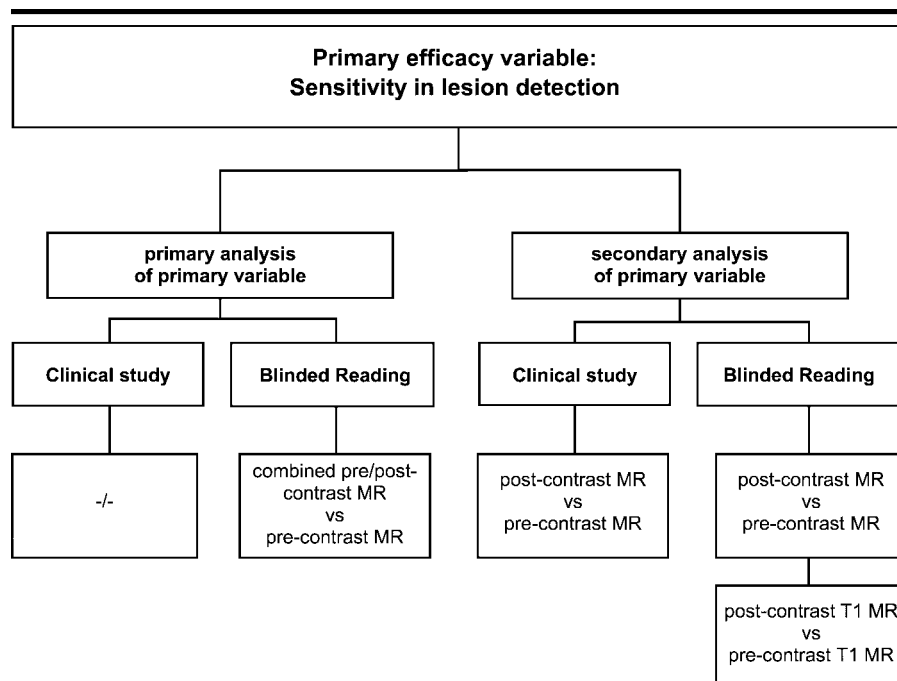 Primary efficacy variable:
Sensitivity in lesion detection
primary analysis
of primary variable
secondary analysis
of primary variable
Clinical study
Blinded Reading
Clinical study
Blinded Reading
-/-
combined pre/post-
contrast MR
vs
pre-contrast MR
post-contrast MR
vs
pre-contrast MR
post-contrast MR
vs
pre-contrast MR
post-contrast T1 MR
vs
pre-contrast T1 MR